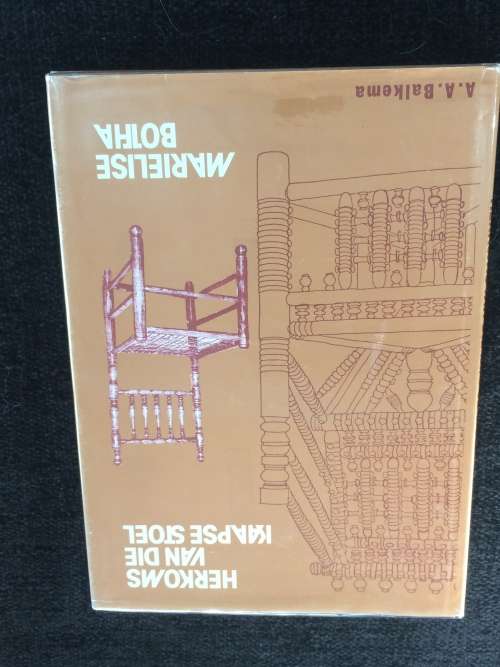 HERKOMS
VAN DIE
KAAPSE STOEL
MARIELISE
BOTHA
A.A.Balkema